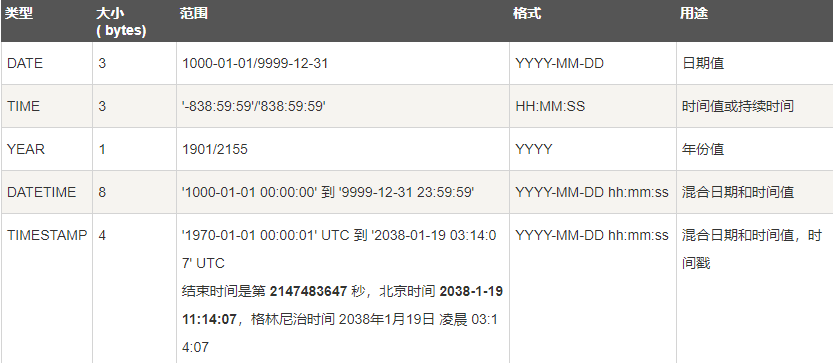 类型 大小 范围 格式 用途
( bytes)
DATE 3 1000-01-01/9999-12-31 YYYY-MM-DD 日期值
TIME 3 '-838:59:59'/'838:59:59' HH:MM:SS 时间值或持续时间
YEAR 1 1901/2155 YYYY 年份值
DATETIME 8 '1000-01-01 00:00:00' 到 '9999-12-31 23:59:59' YYYY-MM-DD hh:mm:ss 混合日期和时间值
TIMESTAMP 4 '1970-01-01 00:00:01' UTC 到 '2038-01-19 03:14:0 YYYY-MM-DD hh:mm:ss 混合日期和时间值，时
7' UTC 间戳
结束时间是第 2147483647 秒，北京时间 2038-1-19
11:14:07，格林尼治时间 2038年1月19日 凌晨 03:1
4:07